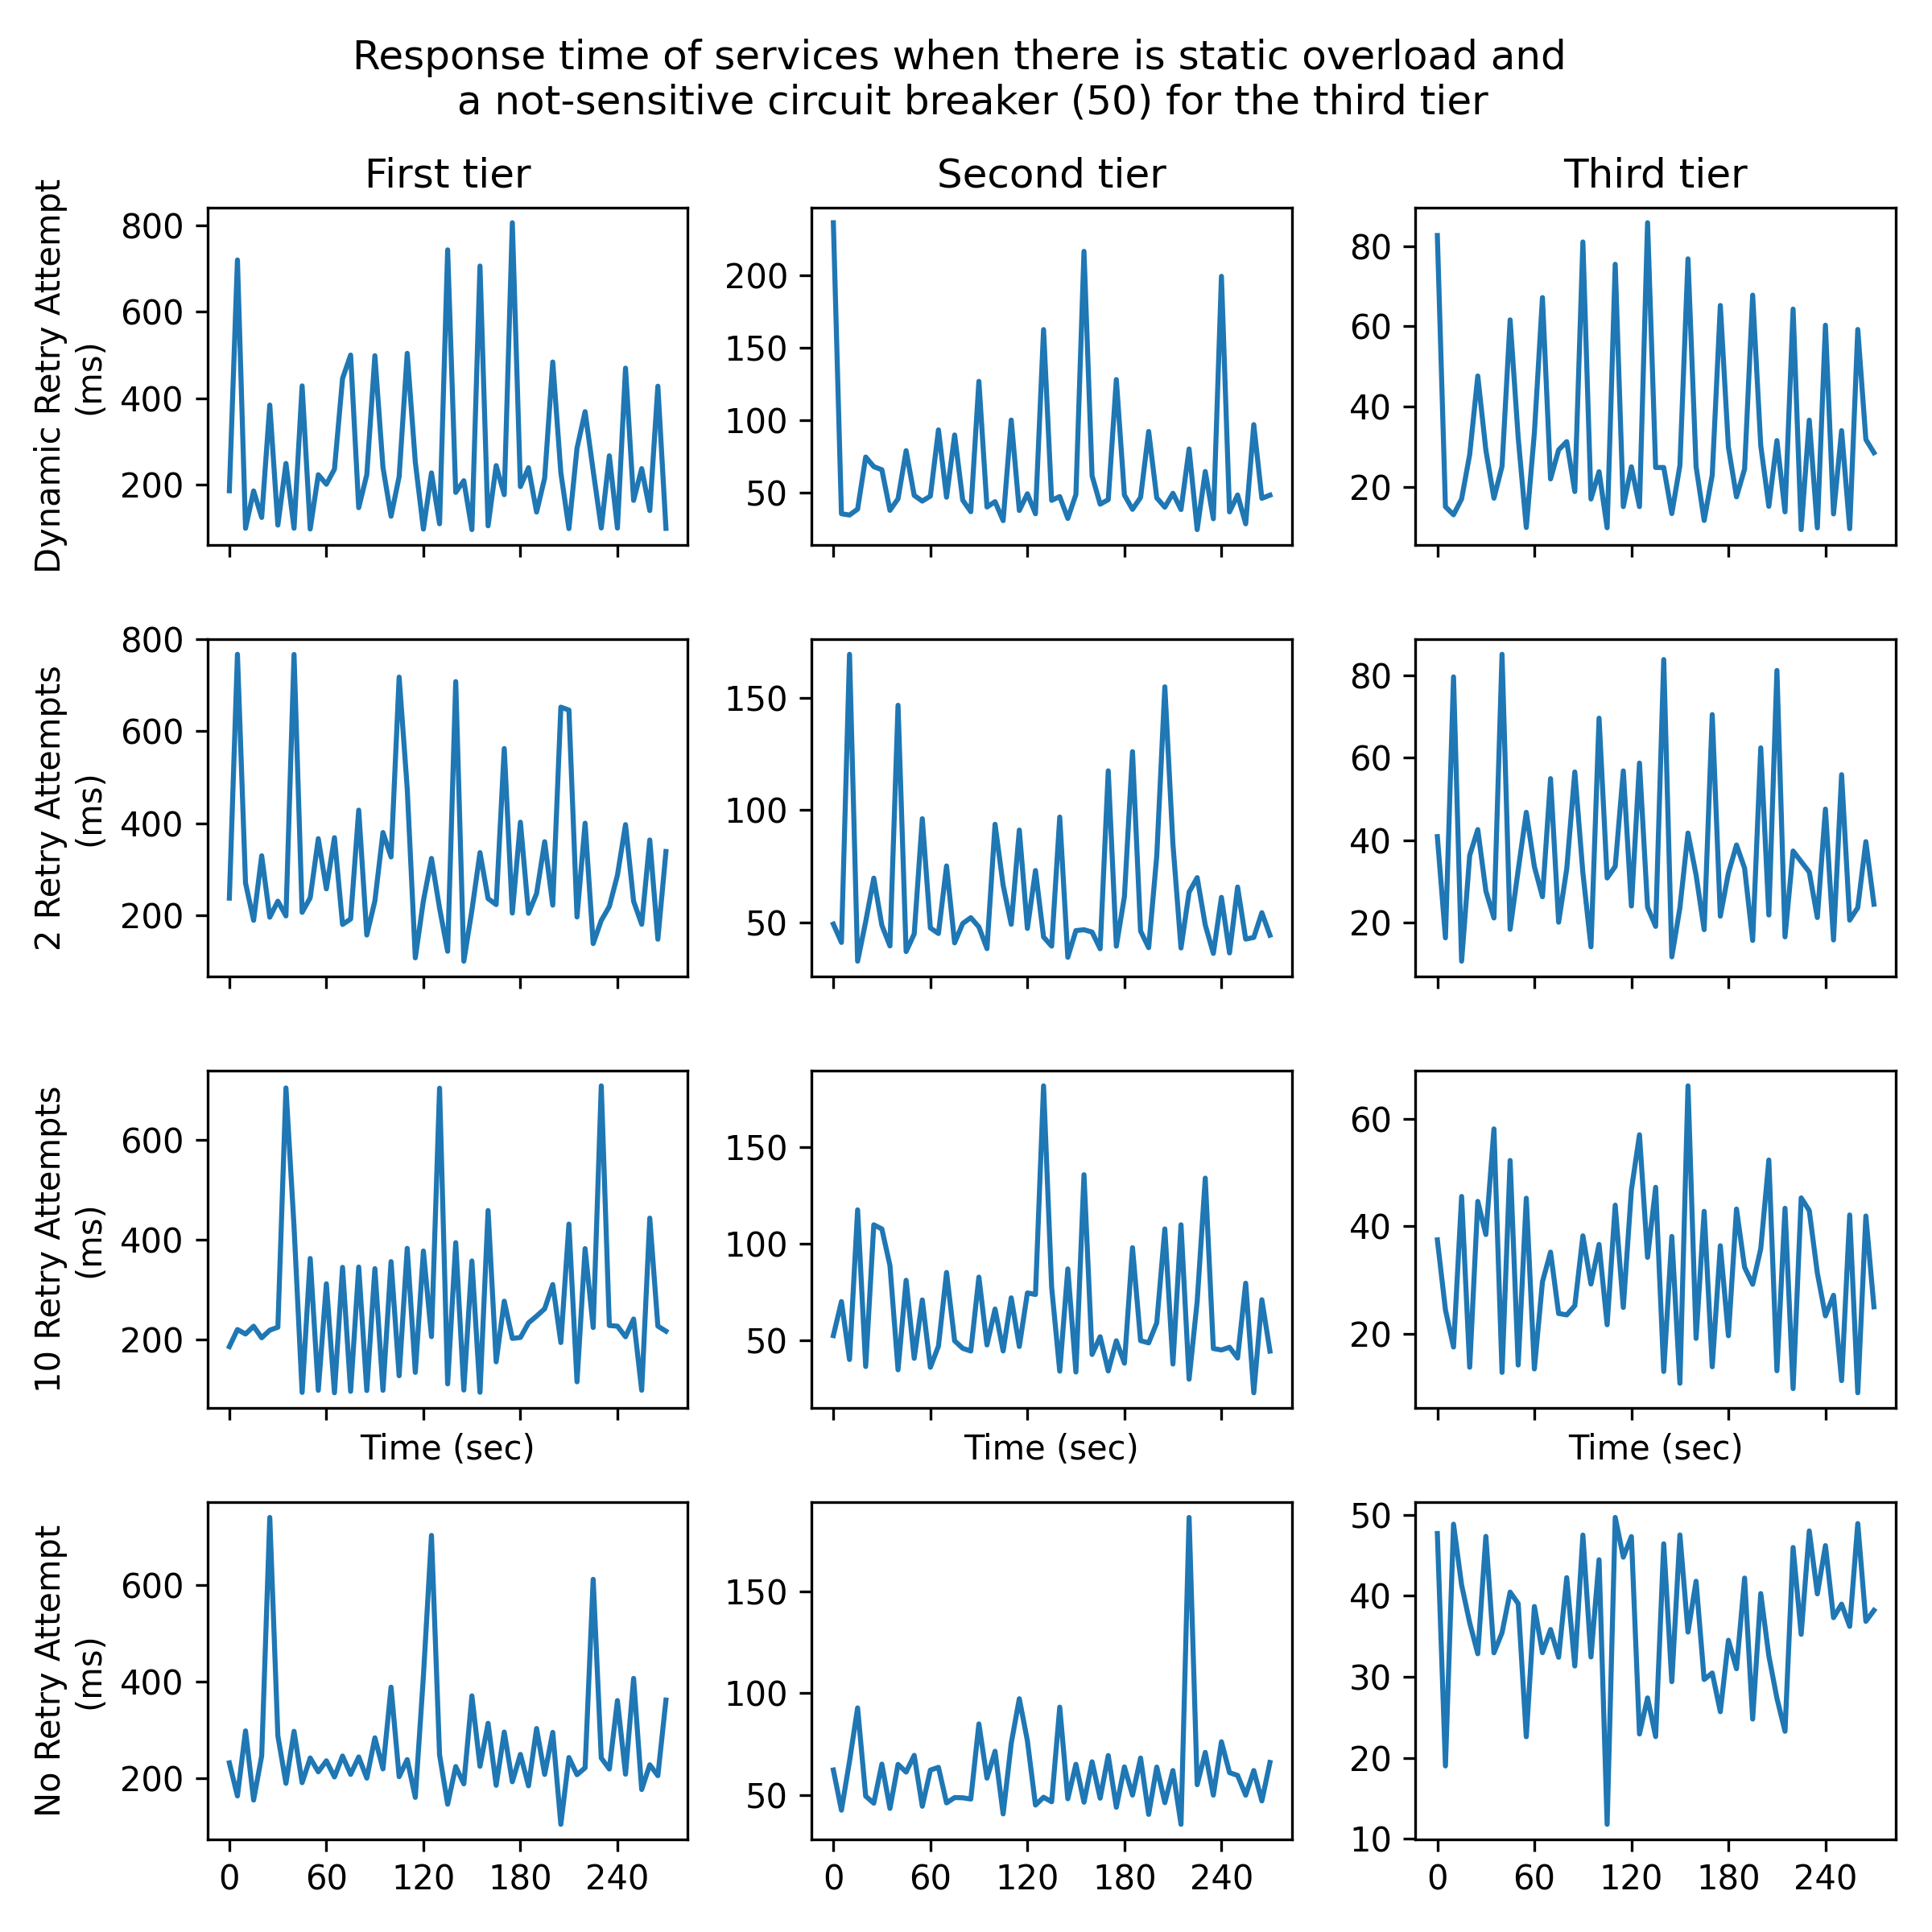 Response time of services when there is static overload and
a not-sensitive circuit breaker (50) for the third tier
First tier
Second tier
Third tier
Dynamic Retry Attempt
(ms)
800
600
400
200
200
150
100
50
80
60
40
20
2 Retry Attempts
(ms)
800
600
400
200
150
100
50
80
60
40
20
10 Retry Attempts
(ms)
600
400
200
150
100
50
60
40
20
Time (sec)
Time (sec)
Time (sec)
No Retry Attempt
(ms)
600
400
200
150
100
50
50
40
30
20
10
0 60 120 180 240
0 60 120 180 240
0 60 120 180 240